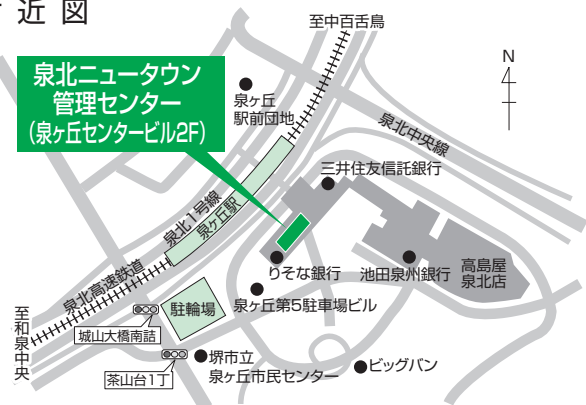 近図
至中百舌鳥
N
泉北ニュータウン
管理センター
(泉ヶ丘センタービル2F)
泉ヶ丘
駅前団地
泉北中央線
三井住友信託銀行
泉北1号線
泉ヶ丘駅
泉北高速鉄道
りそな銀行
池田泉州銀行
高島屋
泉北店
駐輪場
泉ヶ丘第5駐車場ビル
至和泉中央
城山大橋南詰
茶山台1丁
堺市立
泉ヶ丘市民センター
ビッグバン